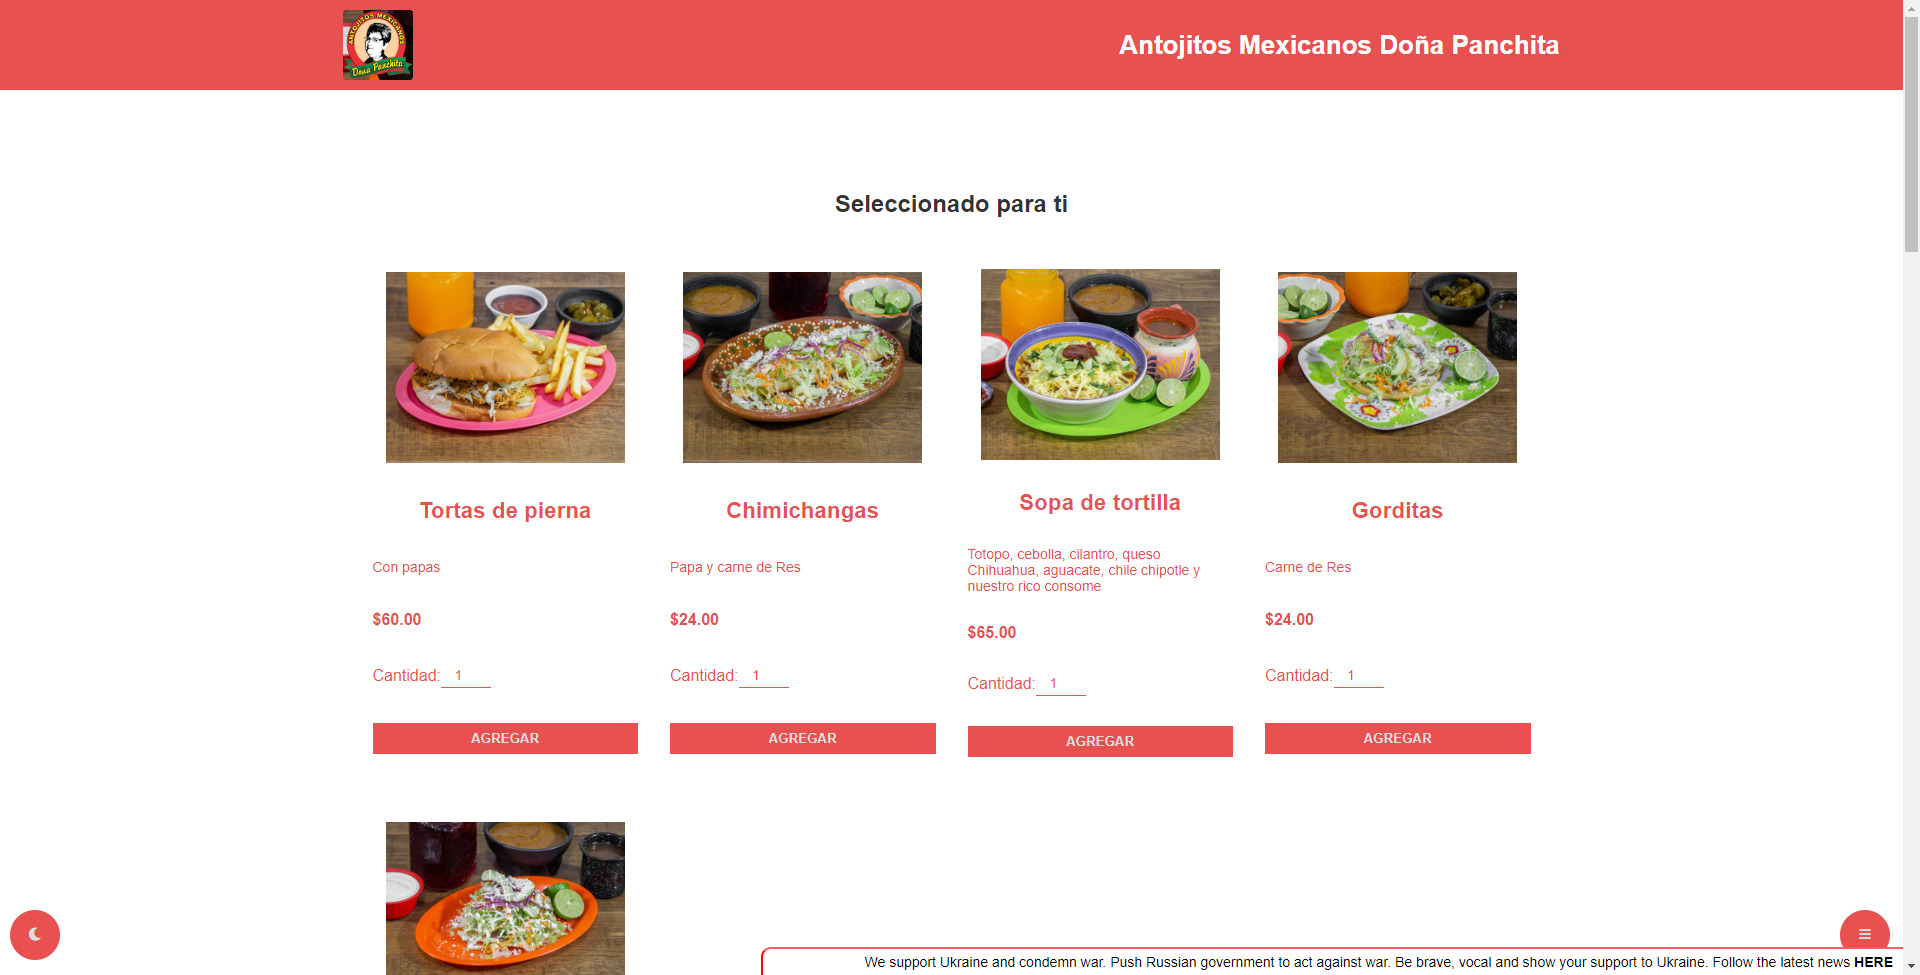 ANTOJITOS MEXICANOS
Doña Panchita
Antojitos Mexicanos Doña Panchita
Seleccionado para ti
Tortas de pierna
Con papas
$60.00
Cantidad: 1
AGREGAR
Chimichangas
Papa y carne de Res
$24.00
Cantidad: 1
AGREGAR
Sopa de tortilla
Totopo, cebolla, cilantro, queso
Chihuahua, aguacate, chile chipotle y
nuestro rico consome
$65.00
Cantidad: 1
AGREGAR
Gorditas
Carne de Res
$24.00
Cantidad: 1
AGREGAR
We support Ukraine and condemn war. Push Russian government to act against war. Be brave, vocal and show your support to Ukraine. Follow the latest news HERE